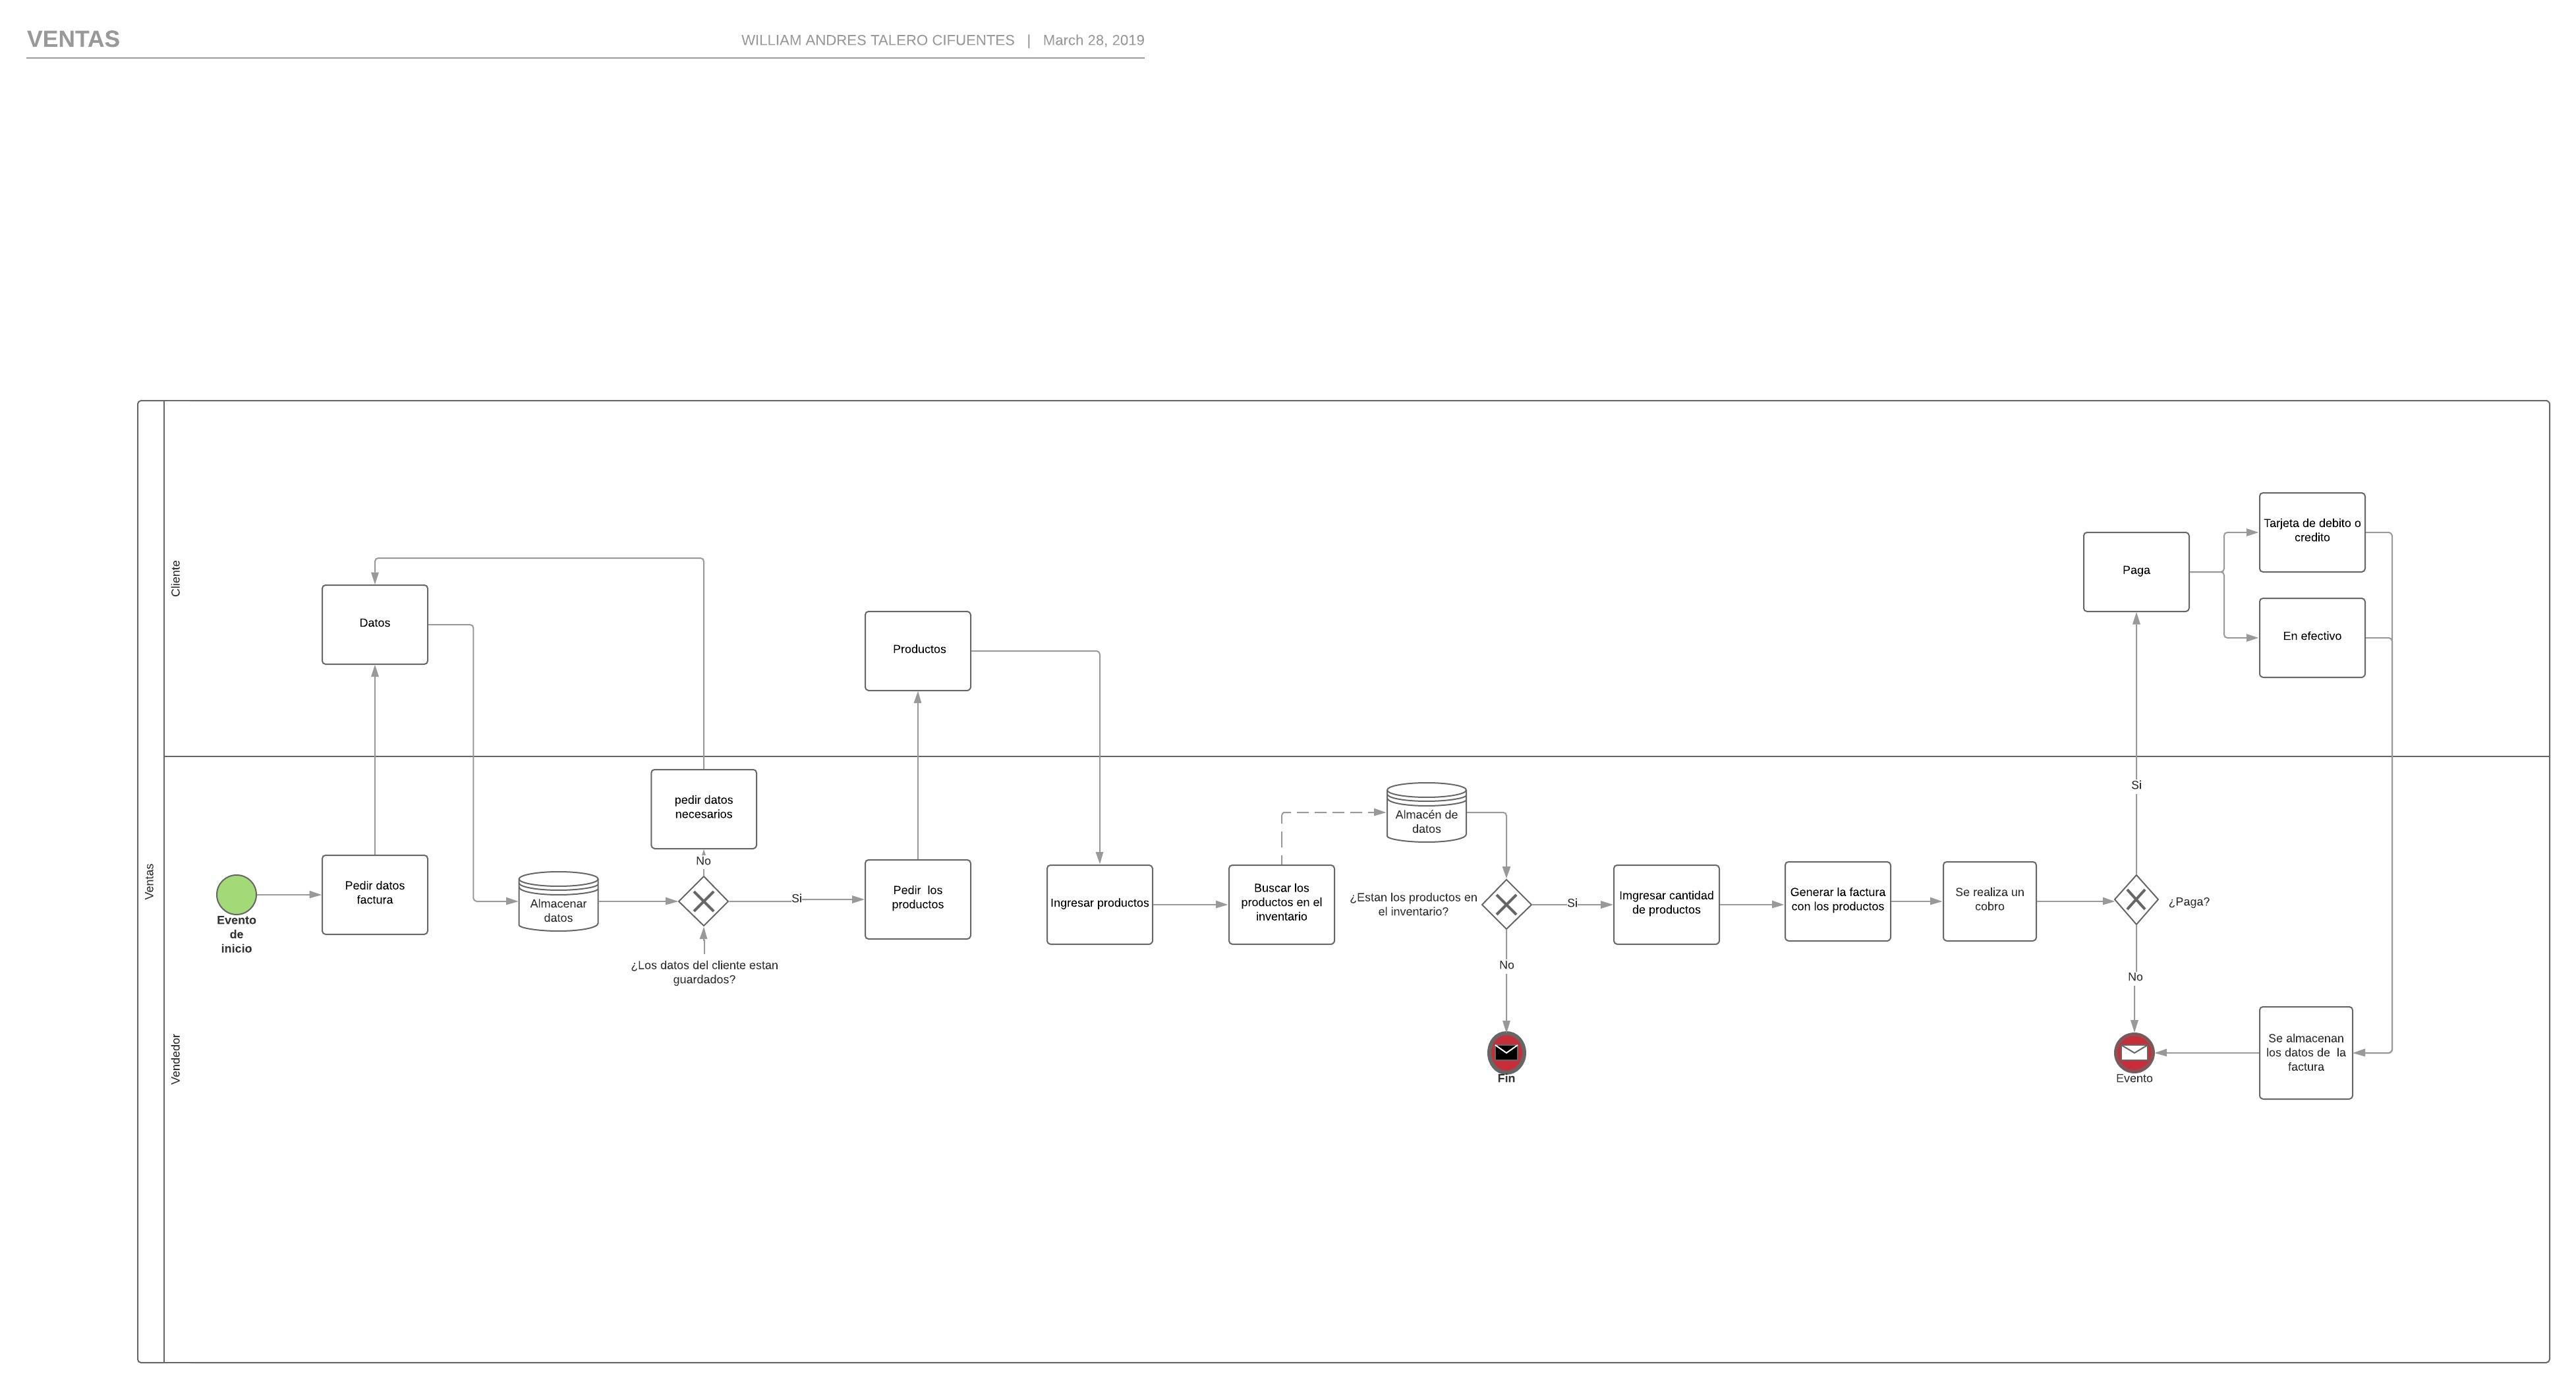 VENTAS
WILLIAM ANDRES TALERO CIFUENTES | March 28, 2019
Ventas
Cliente
Vendedor
Evento
de
inicio
Pedir datos
factura
Datos
Almacenar
datos
¿Los datos del cliente estan
guardados?
No
pedir datos
necesarios
Si
Pedir los
productos
Productos
Ingresar productos
Buscar los
productos en el
inventario
Almacén de
datos
¿Estan los productos en
el inventario?
No
Fin
Si
Imgresar cantidad
de productos
Generar la factura
con los productos
Se realiza un
cobro
¿Paga?
Si
Paga
Tarjeta de debito o
credito
En efectivo
No
Evento
Se almacenan
los datos de la
factura